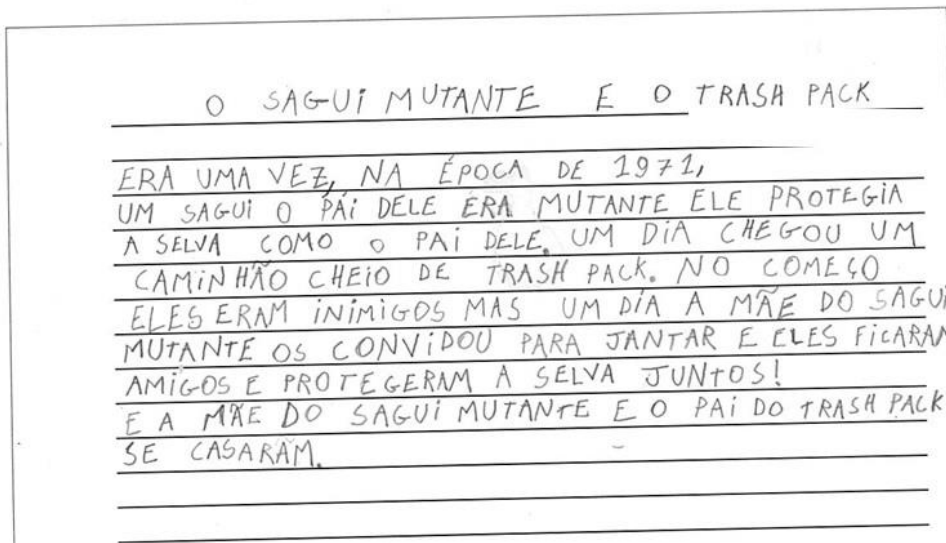 O SAGUI MUTANTE E O TRASH PACK
ERA UMA VEZ, NA ÉPOCA DE 1971,
UM SAGUI O PAI DELE ERA MUTANTE ELE PROTEGIA
A SELVA COMO O PAI DELE. UM DIA CHEGOU UM
CAMINHÃO CHEIO DE TRASH PACK. NO COMEÇO
ELES ERAM INIMIGOS MAS UM DIA A MÃE DO SAGUI
MUTANTE OS CONVIDOU PARA JANTAR E ELES FICARAM
AMIGOS E PROTEGERAM A SELVA JUNTOS!
E A MÃE DO SAGUI MUTANTE E O PAI DO TRASH PACK
SE CASARAM.